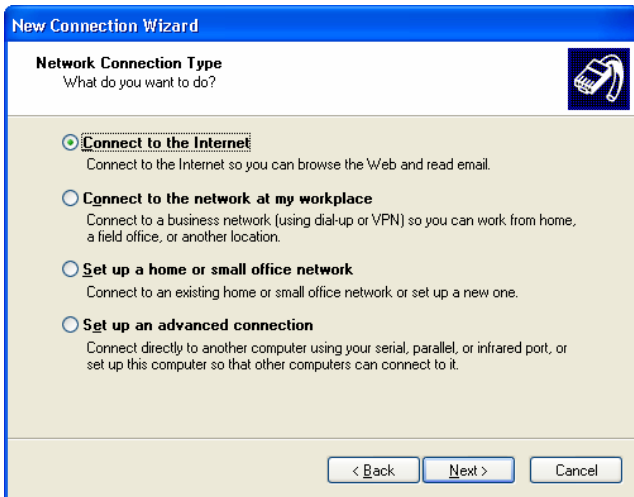 New Connection Wizard
Network Connection Type
What do you want to do?
Connect to the Internet
Connect to the Internet so you can browse the Web and read email.
Connect to the network at my workplace
Connect to a business network (using dial-up or VPN) so you can work from home,
a field office, or another location.
Set up a home or small office network
Connect to an existing home or small office network or set up a new one.
Set up an advanced connection
Connect directly to another computer using your serial, parallel, or infrared port, or
set up this computer so that other computers can connect to it.
< Back Next > Cancel